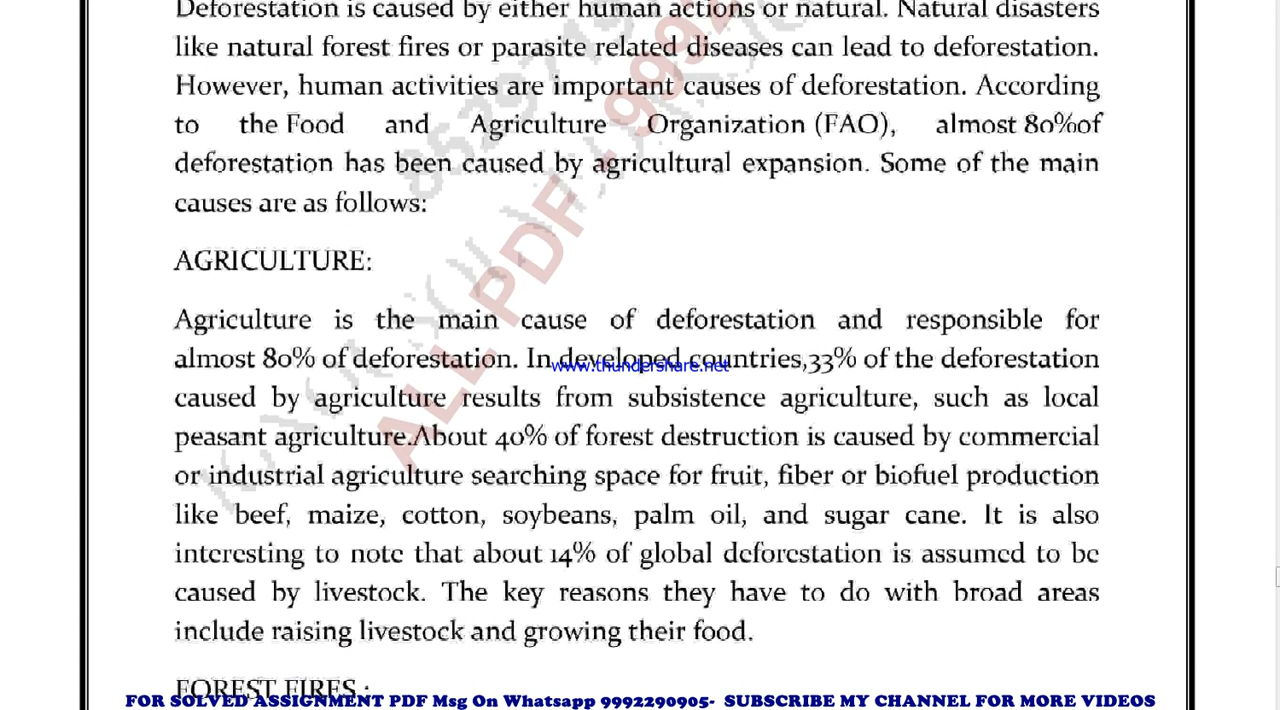 Deforestation is caused by either human actions or natural. Natural disasters
like natural forest fires or parasite related diseases can lead to deforestation.
However, human activities are important causes of deforestation. According
to the Food and Agriculture Organization (FAO), almost 80%of
deforestation has been caused by agricultural expansion. Some of the main
causes are as follows:
AGRICULTURE:
Agriculture is the main cause of deforestation and responsible for
almost 80% of deforestation. In developed countries,33% of the deforestation
www.thundershare.net
caused by agriculture results from subsistence agriculture, such as local
peasant agriculture.About 40% of forest destruction is caused by commercial
or industrial agriculture searching space for fruit, fiber or biofuel production
like beef, maize, cotton, soybeans, palm oil, and sugar cane. It is also
interesting to note that about 14% of global deforestation is assumed to be
caused by livestock. The key reasons they have to do with broad areas
include raising livestock and growing their food.
FOREST FIRES :
FOR SOLVED ASSIGNMENT PDF Msg On Whatsapp 9992290905- SUBSCRIBE MY CHANNEL FOR MORE VIDEOS
ALL PDF